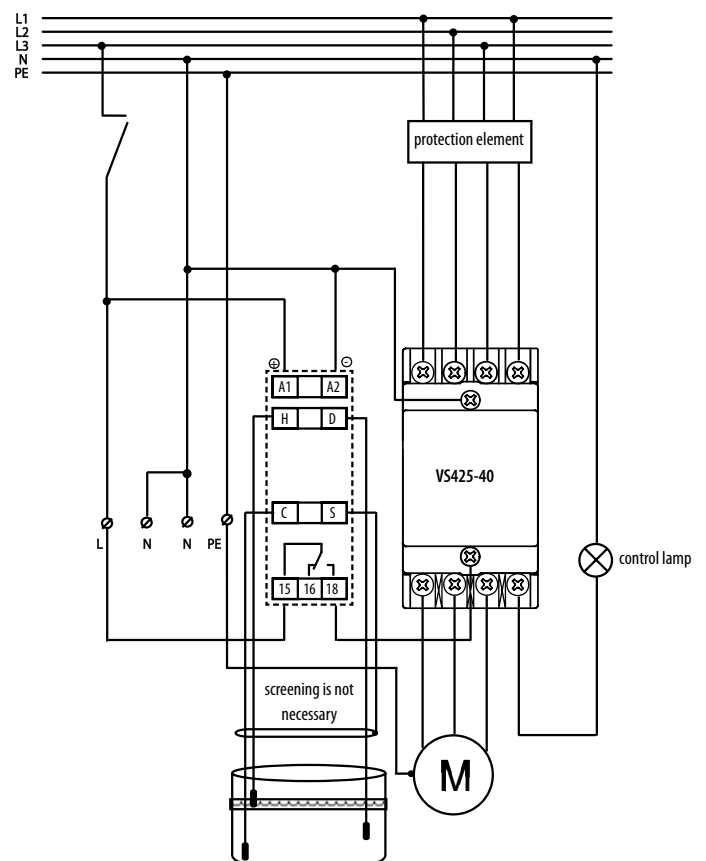 L1
L2
L3
N
PE
protection element
⊕
⊖
A1 A2
H D
VS425-40
C S
L N N PE
control lamp
15 16 18
screening is not
necessary
M